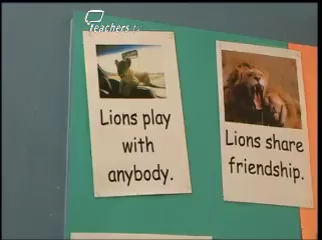 teachers
Lions play
with
anybody.
Lions share
friendship.